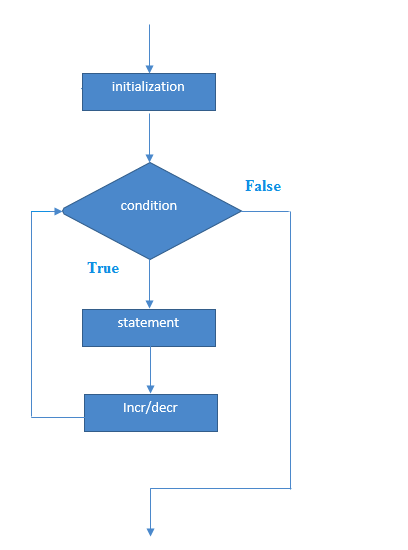 initialization
condition
False
True
statement
Incr/decr